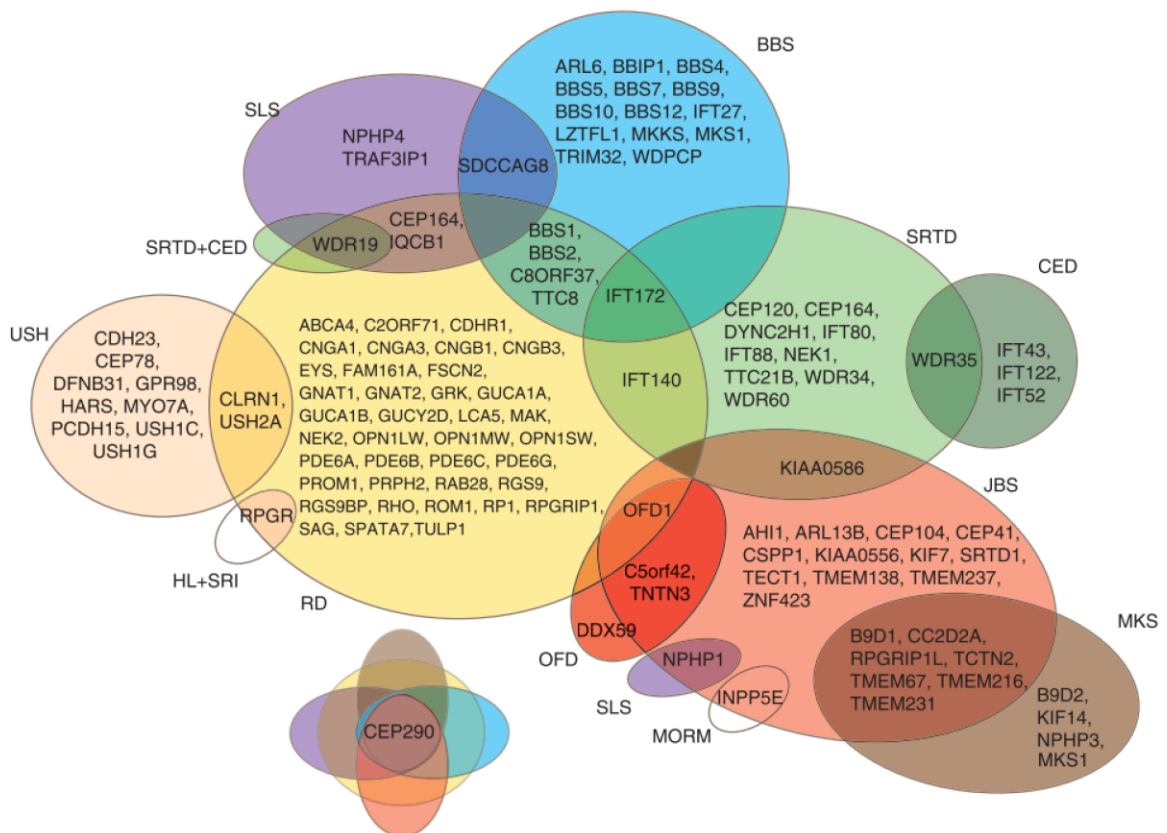 BBS
ARL6, BBIP1, BBS4,
BBS5, BBS7, BBS9,
BBS10, BBS12, IFT27,
LZTFL1, MKKS, MKS1,
TRIM32, WDPCP
SLS
NPHP4
TRAF3IP1
SDCCAG8
CEP164,
IQCB1
SRTD+CED
WDR19
BBS1,
BBS2,
C8ORF37,
TTC8
IFT172
IFT140
SRTD
CEP120, CEP164,
DYNC2H1, IFT80,
IFT88, NEK1,
TTC21B, WDR34,
WDR60
CED
WDR35
IFT43,
IFT122,
IFT52
USH
CDH23,
CEP78,
DFNB31, GPR98,
HARS, MYO7A,
PCDH15, USH1C,
USH1G
CLRN1,
USH2A
ABCA4, C2ORF71, CDHR1,
CNGA1, CNGA3, CNGB1, CNGB3,
EYS, FAM161A, FSCN2,
GNAT1, GNAT2, GRK, GUCA1A,
GUCA1B, GUCY2D, LCA5, MAK,
NEK2, OPN1LW, OPN1MW, OPN1SW,
PDE6A, PDE6B, PDE6C, PDE6G,
PROM1, PRPH2, RAB28, RGS9,
RGS9BP, RHO, ROM1, RP1, RPGRIP1,
SAG, SPATA7,TULP1
RPGR
HL+SRI
RD
KIAA0586
JBS
OFD1
C5orf42,
TNTN3
DDX59
OFD
AHI1, ARL13B, CEP104, CEP41,
CSPP1, KIAA0556, KIF7, SRTD1,
TECT1, TMEM138, TMEM237,
ZNF423
NPHP1
SLS
INPP5E
MORM
MKS
B9D1, CC2D2A,
RPGRIP1L, TCTN2,
TMEM67, TMEM216,
TMEM231
B9D2,
KIF14,
NPHP3,
MKS1
CEP290